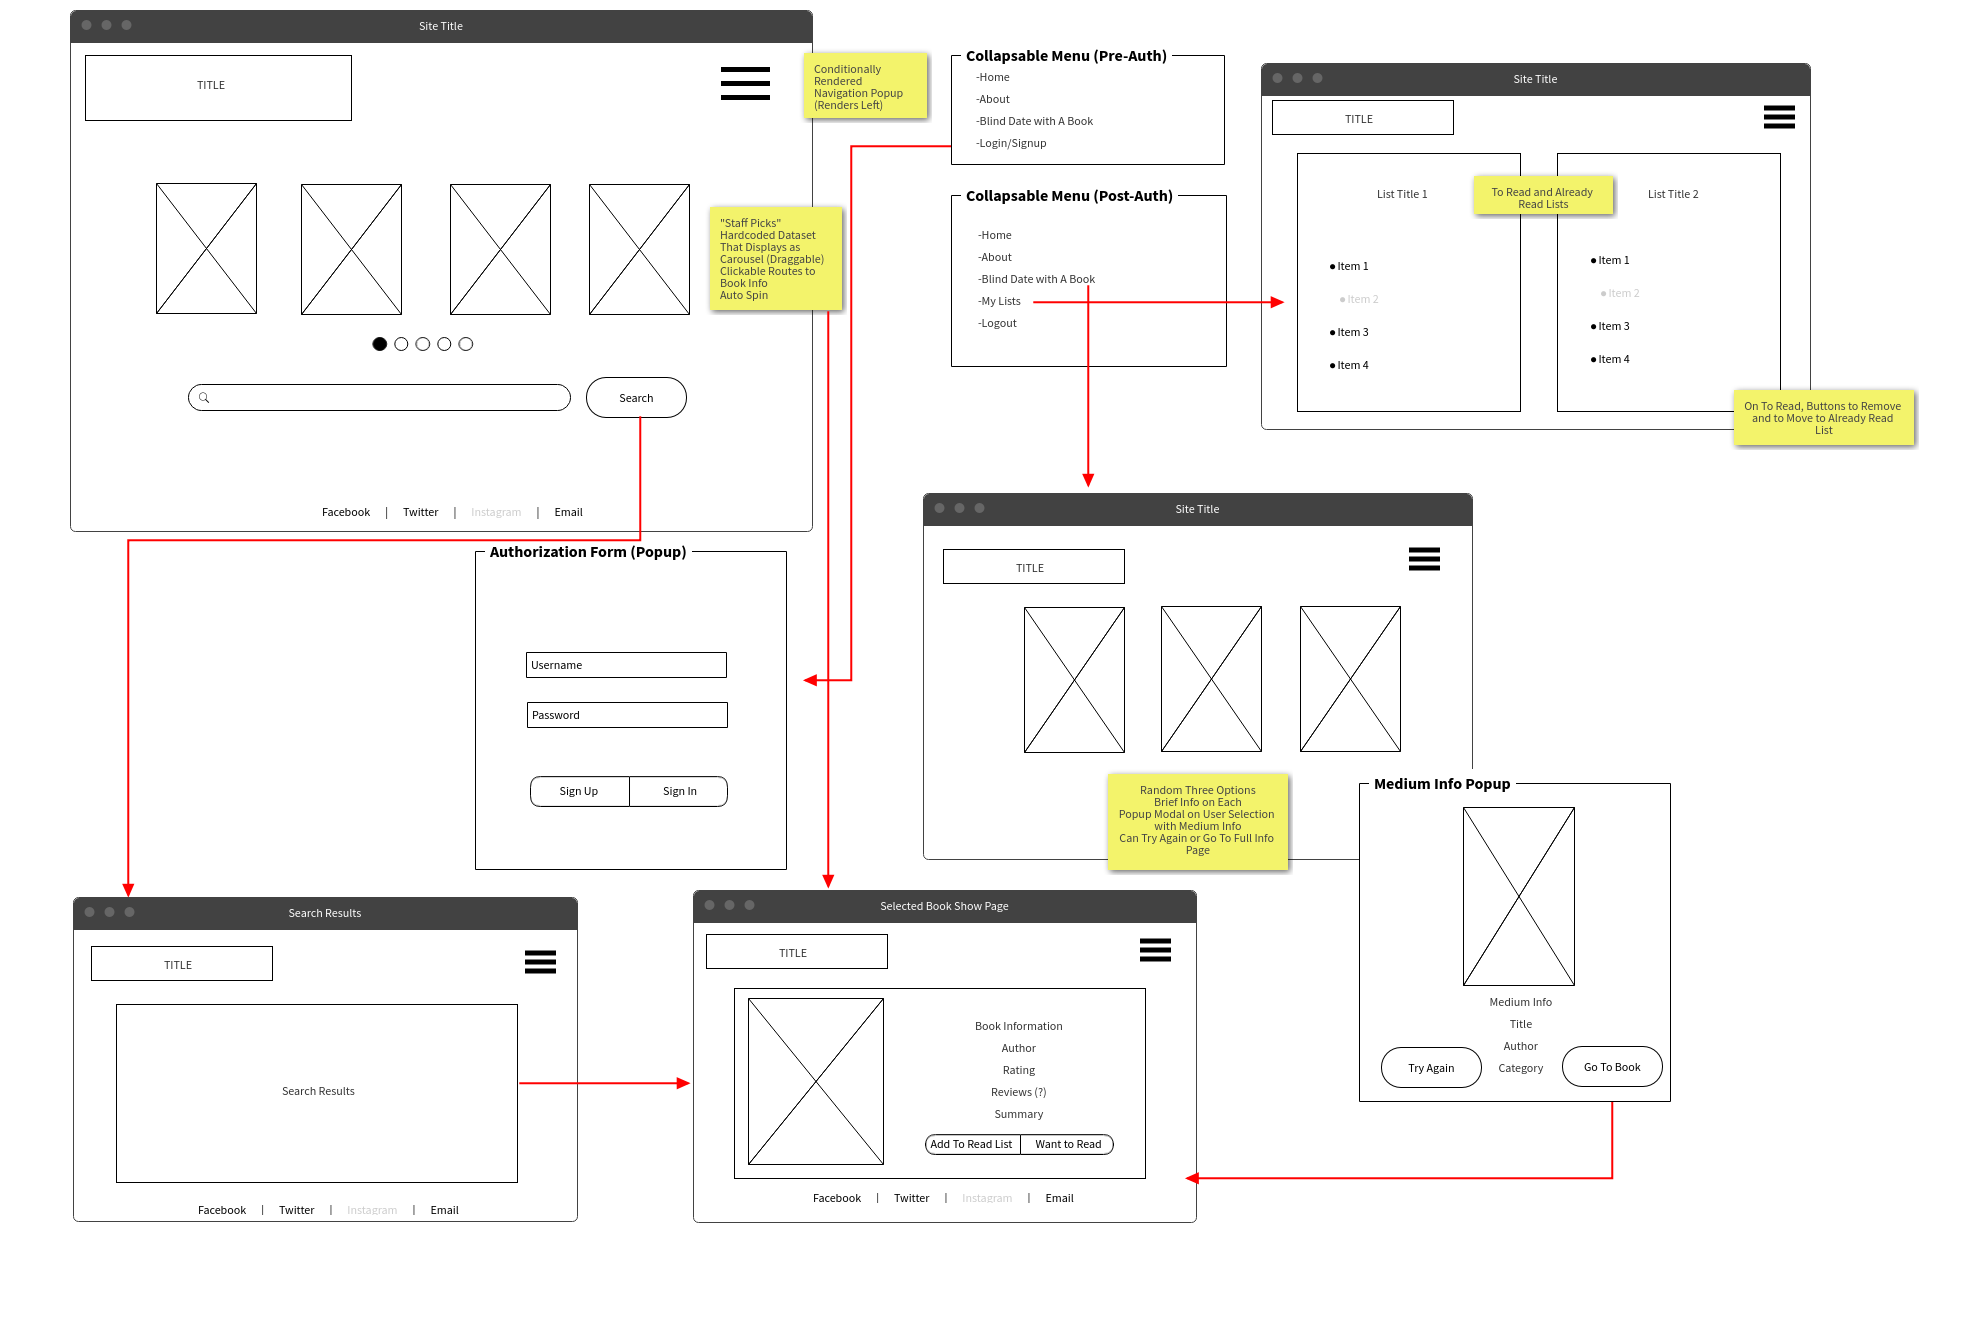 Site Title
TITLE
Conditionally
Rendered
Navigation Popup
(Renders Left)
"Staff Picks"
Hardcoded Dataset
That Displays as
Carousel (Draggable)
Clickable Routes to
Book Info
Auto Spin
Search
Facebook | Twitter | Instagram | Email
Collapsable Menu (Pre-Auth)
-Home
-About
-Blind Date with A Book
-Login/Signup
Collapsable Menu (Post-Auth)
-Home
-About
-Blind Date with A Book
-My Lists
-Logout
Site Title
TITLE
List Title 1
To Read and Already
Read Lists
List Title 2
Item 1
Item 2
Item 3
Item 4
Item 1
Item 2
Item 3
Item 4
On To Read, Buttons to Remove
and to Move to Already Read
List
Authorization Form (Popup)
Username
Password
Sign Up
Sign In
Site Title
TITLE
Random Three Options
Brief Info on Each
Popup Modal on User Selection
with Medium Info
Can Try Again or Go To Full Info
Page
Medium Info Popup
Medium Info
Title
Author
Category
Try Again
Go To Book
Search Results
TITLE
Search Results
Facebook | Twitter | Instagram | Email
Selected Book Show Page
TITLE
Book Information
Author
Rating
Reviews (?)
Summary
Add To Read List
Want to Read
Facebook | Twitter | Instagram | Email